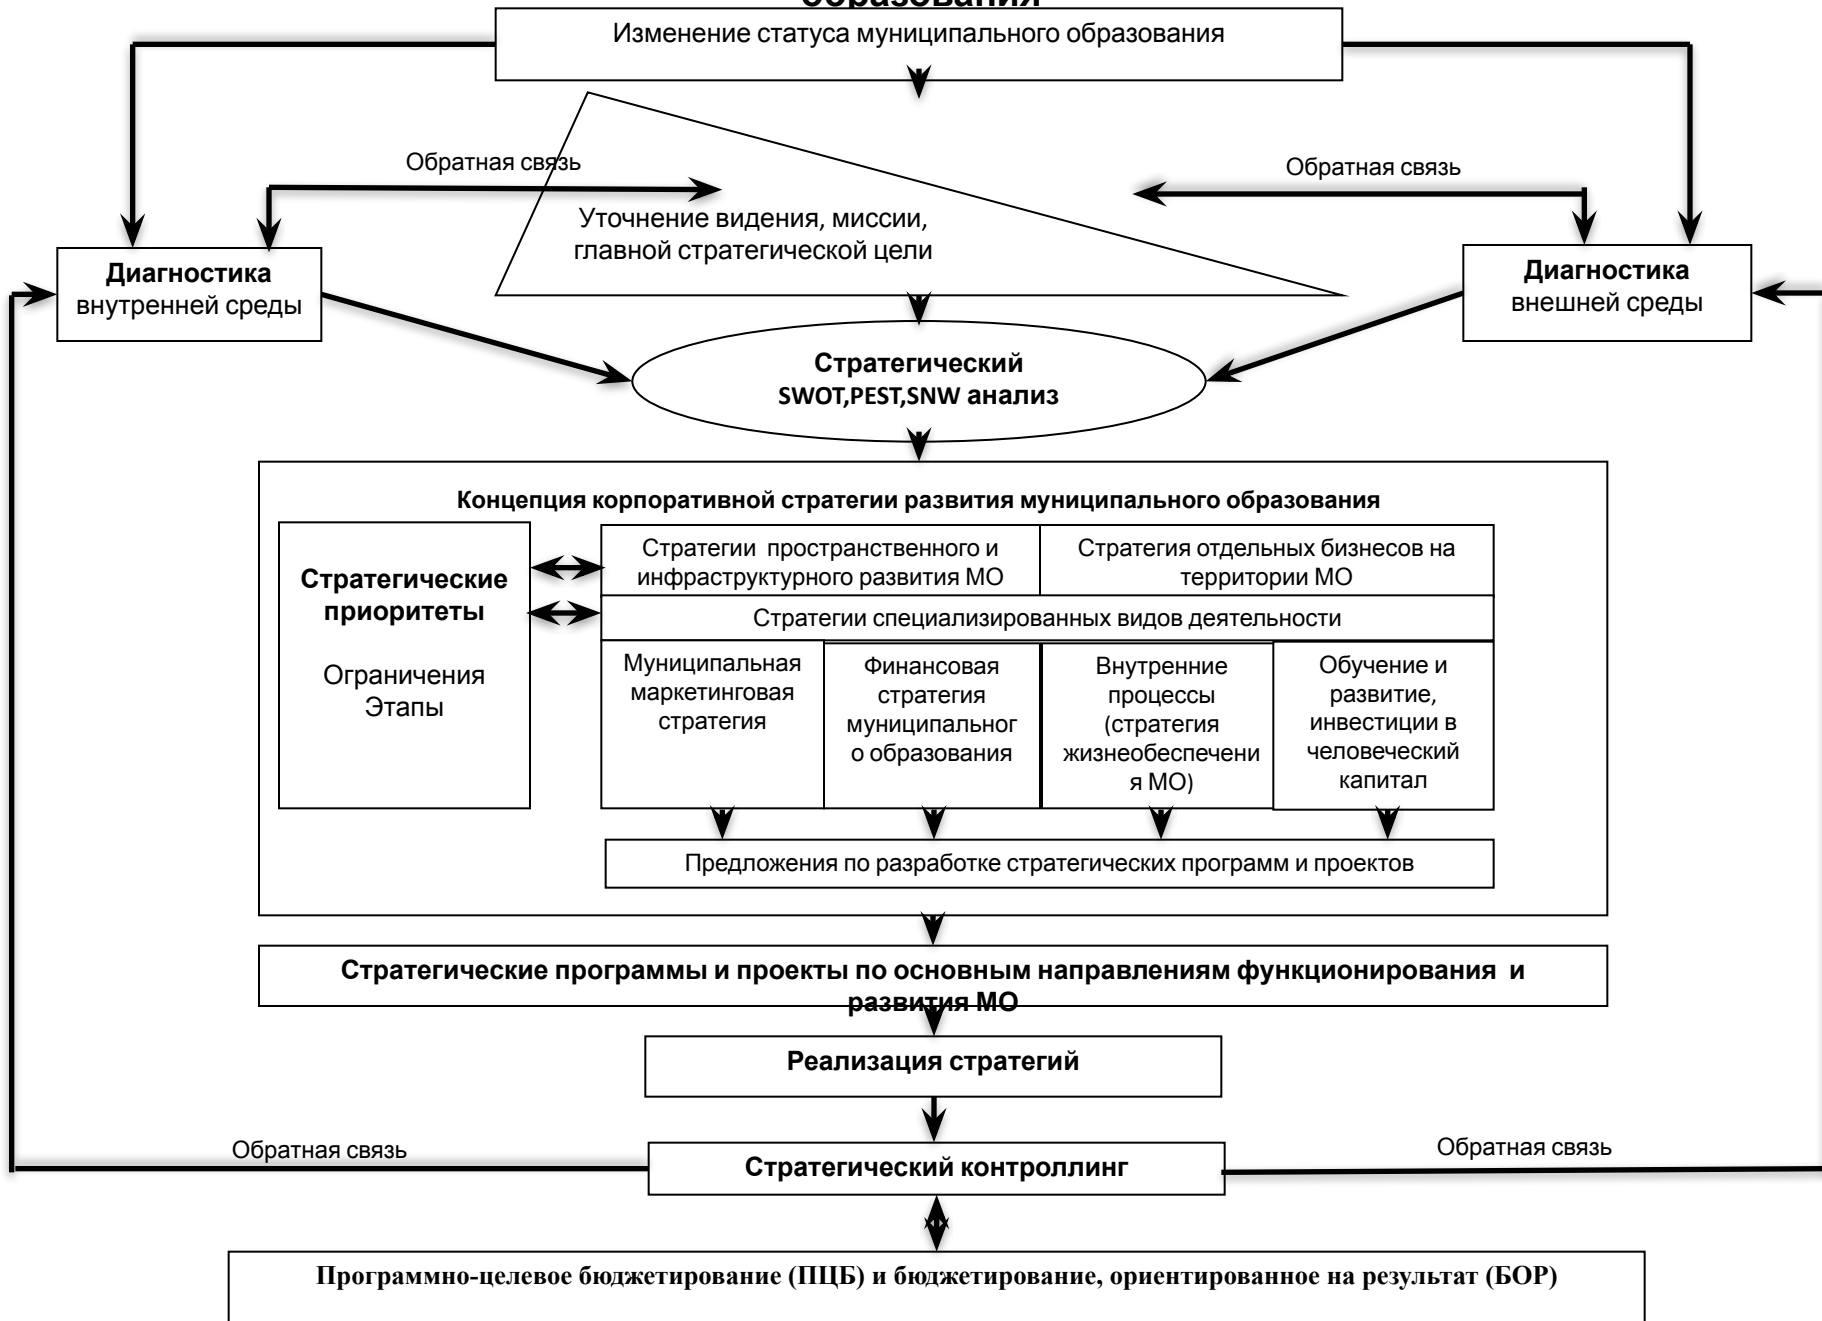 образования
Изменение статуса муниципального образования
Обратная связь
Обратная связь
Уточнение видения, миссии,
главной стратегической цели
Диагностика
внутренней среды
Диагностика
внешней среды
Стратегический
SWOT,PEST,SNW анализ
Концепция корпоративной стратегии развития муниципального образования
Стратегические
приоритеты
Ограничения
Этапы
Стратегии пространственного и
инфраструктурного развития МО
Стратегия отдельных бизнесов на
территории МО
Стратегии специализированных видов деятельности
Муниципальная
маркетинговая
стратегия
Финансовая
стратегия
муниципальног
о образования
Внутренние
процессы
(стратегия
жизнеобеспечени
я МО)
Обучение и
развитие,
инвестиции в
человеческий
капитал
Предложения по разработке стратегических программ и проектов
Стратегические программы и проекты по основным направлениям функционирования и
развития МО
Реализация стратегий
Обратная связь
Стратегический контроллинг
Обратная связь
Программно-целевое бюджетирование (ПЦБ) и бюджетирование, ориентированное на результат (БОР)